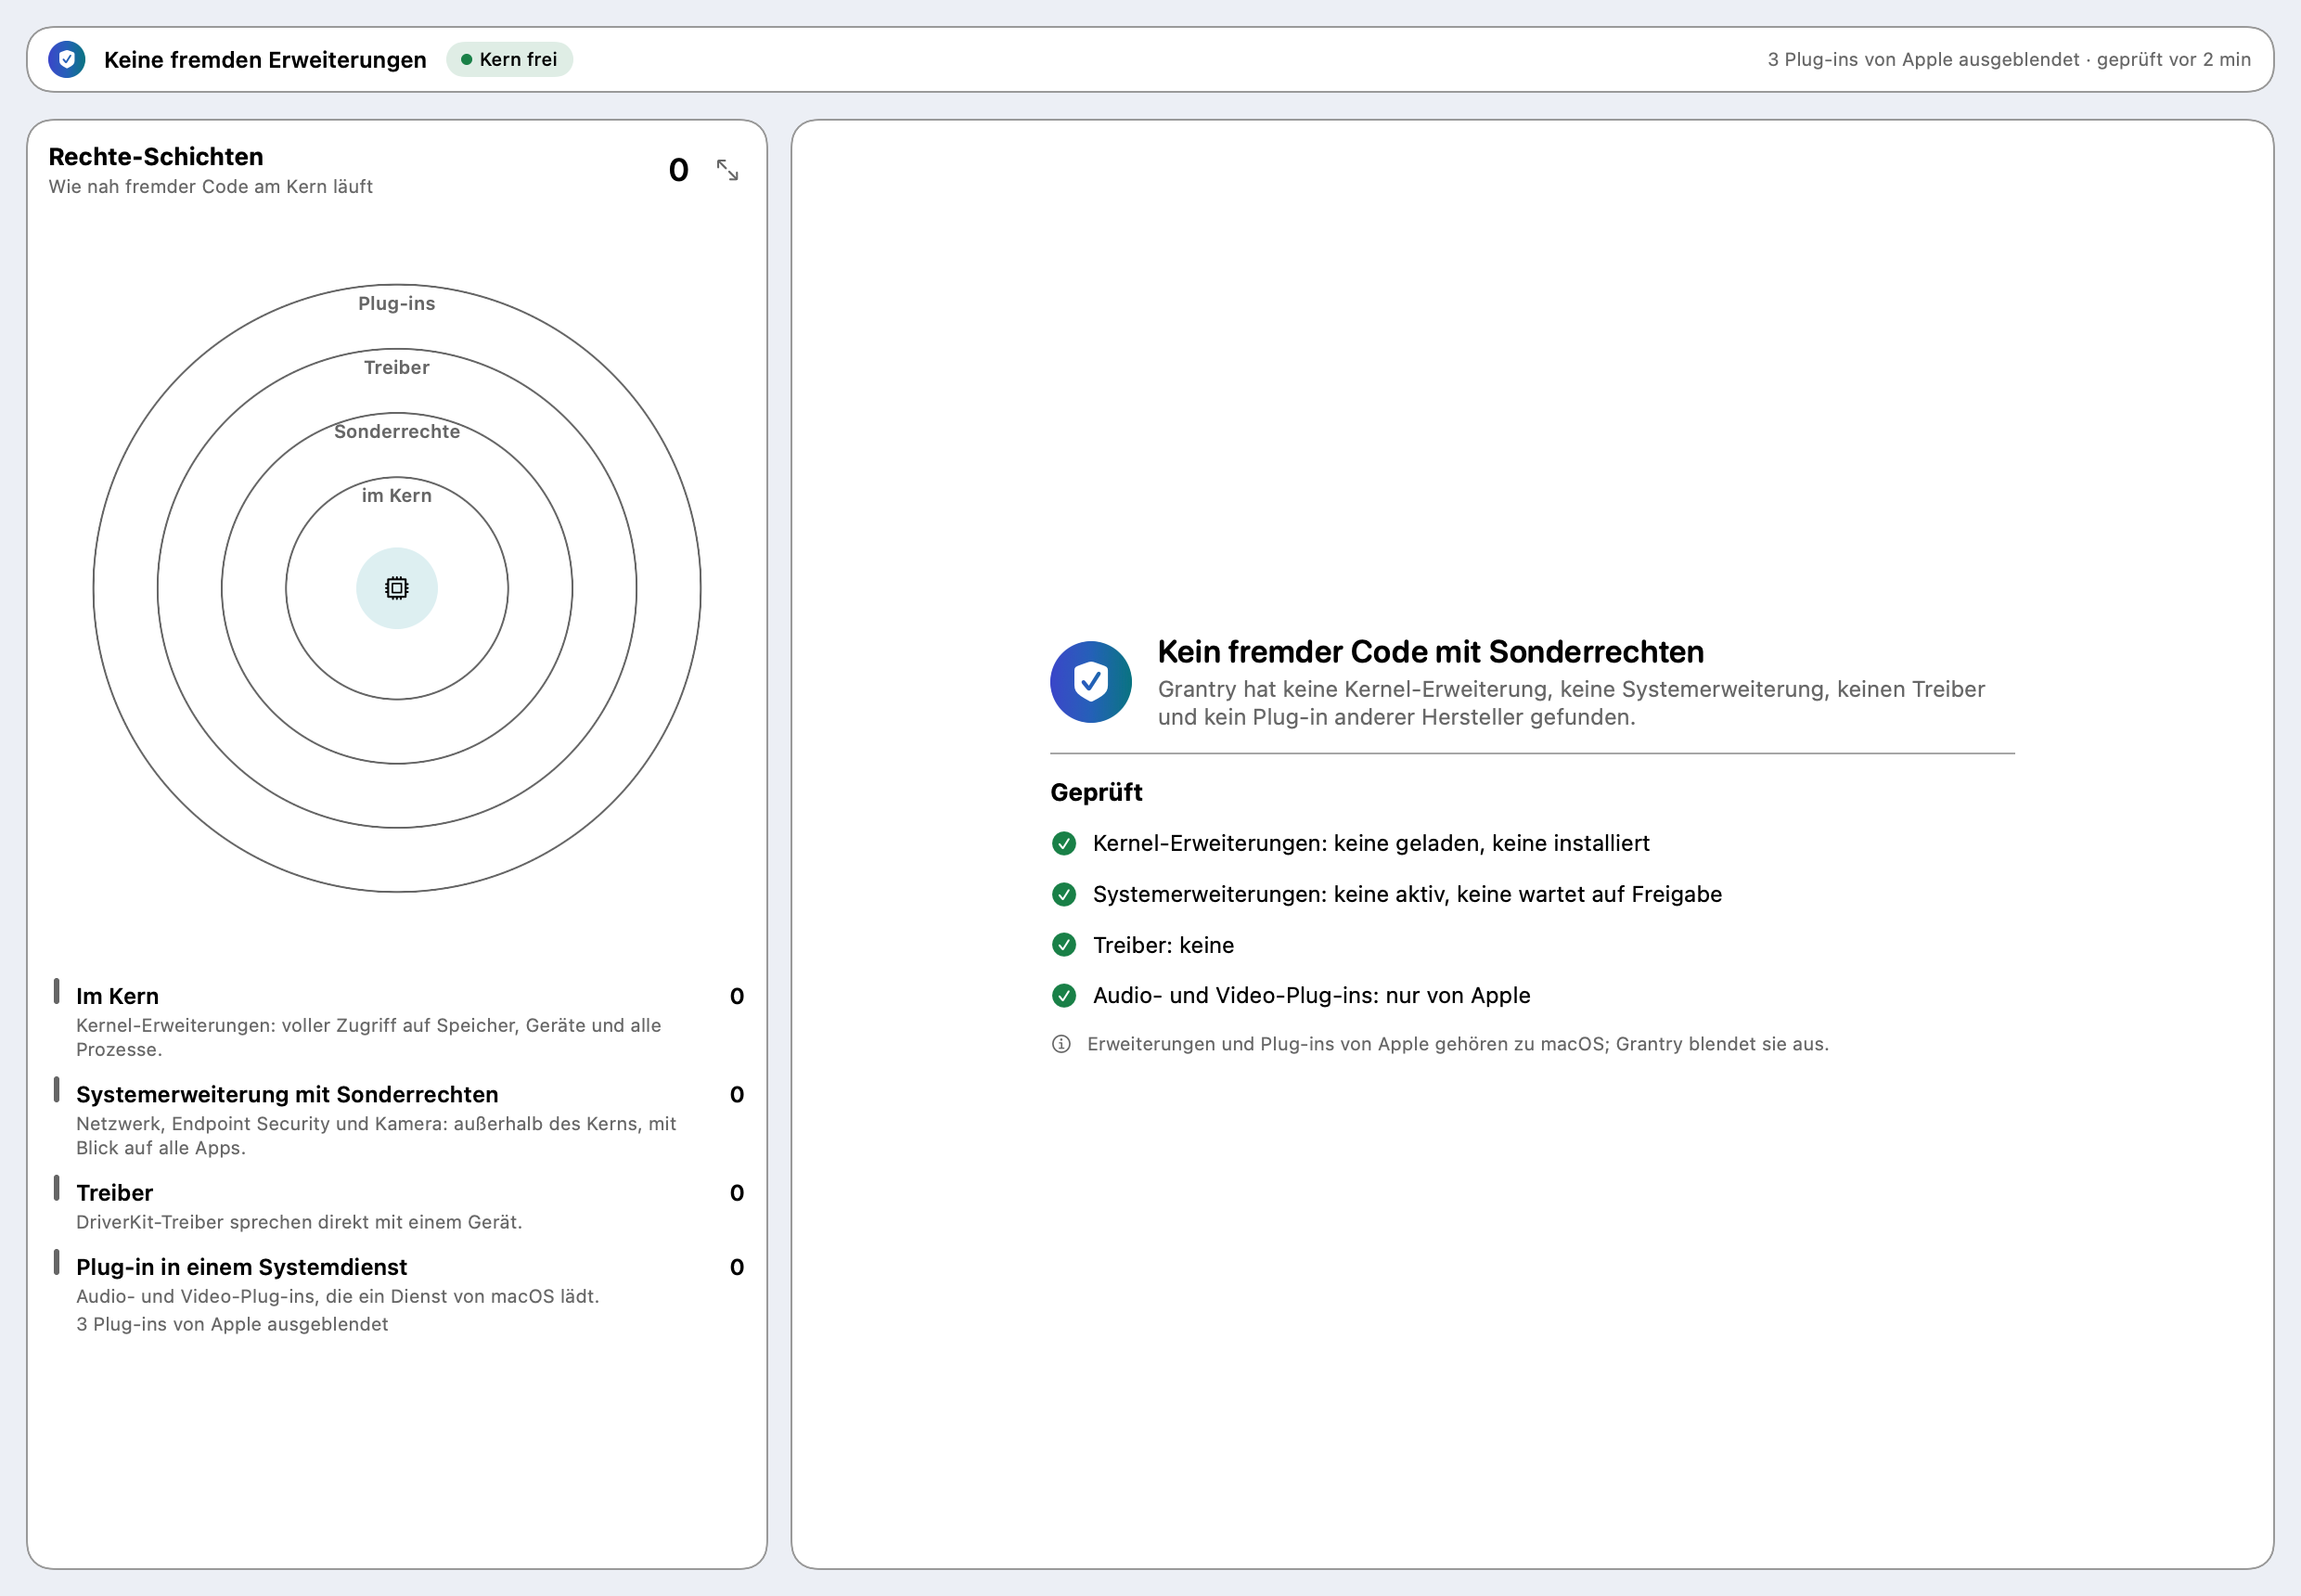 Keine fremden Erweiterungen
Kern frei
3 Plug-ins von Apple ausgeblendet · geprüft vor 2 min
Rechte-Schichten
0
Wie nah fremder Code am Kern läuft
Plug-ins
Treiber
Sonderrechte
im Kern
Im Kern
0
Kernel-Erweiterungen: voller Zugriff auf Speicher, Geräte und alle
Prozesse.
Systemerweiterung mit Sonderrechten
0
Netzwerk, Endpoint Security und Kamera: außerhalb des Kerns, mit
Blick auf alle Apps.
Treiber
0
DriverKit-Treiber sprechen direkt mit einem Gerät.
Plug-in in einem Systemdienst
0
Audio- und Video-Plug-ins, die ein Dienst von macOS lädt.
3 Plug-ins von Apple ausgeblendet
Kein fremder Code mit Sonderrechten
Grantry hat keine Kernel-Erweiterung, keine Systemerweiterung, keinen Treiber
und kein Plug-in anderer Hersteller gefunden.
Geprüft
Kernel-Erweiterungen: keine geladen, keine installiert
Systemerweiterungen: keine aktiv, keine wartet auf Freigabe
Treiber: keine
Audio- und Video-Plug-ins: nur von Apple
Erweiterungen und Plug-ins von Apple gehören zu macOS; Grantry blendet sie aus.